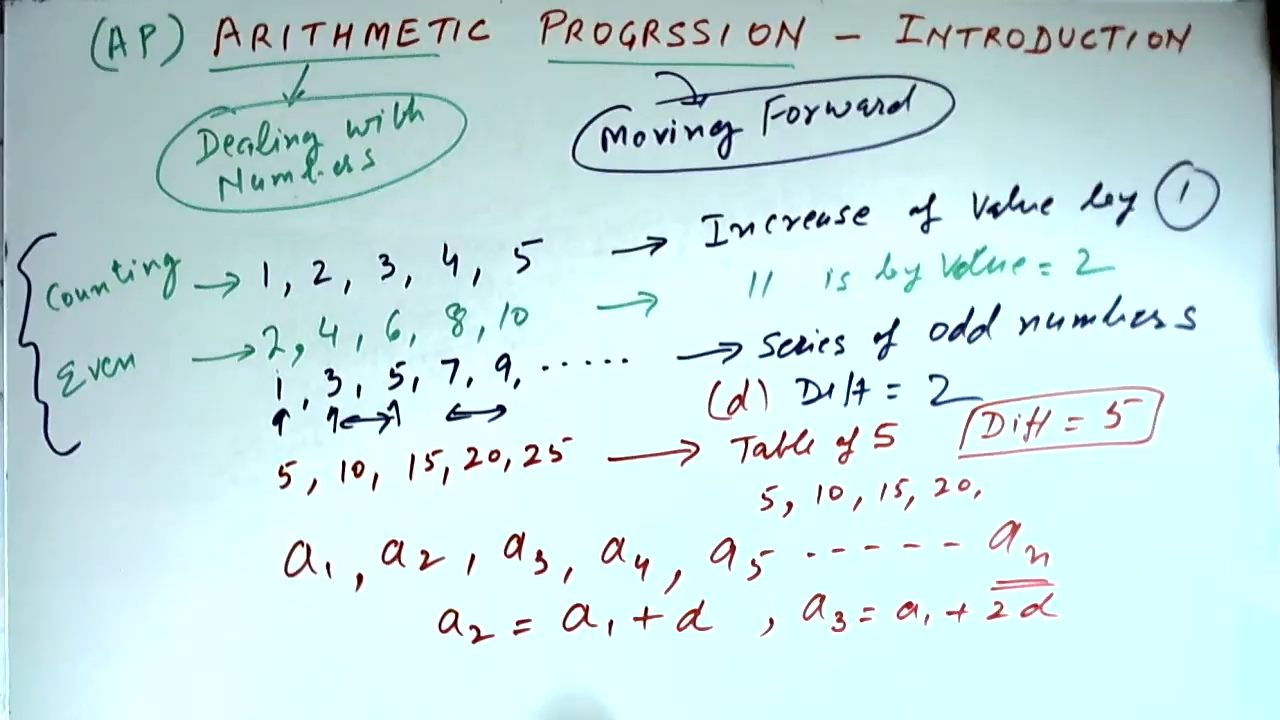 (AP) ARITHMETIC PROGRSSION - INTRODUCTION
Dealing with
Numbers
Moving Forward
Counting → 1, 2, 3, 4, 5 → Increase of value by 1
Even → 2, 4, 6, 8, 10 → 11 is by Value = 2
1, 3, 5, 7, 9, ...... → Series of odd numbers
(d) Diff = 2
5, 10, 15, 20, 25 → Table of 5 Diff = 5
5, 10, 15, 20,
a₁, a₂, a₃, a₄, a₅ ------ aₙ
a₂ = a₁ + d , a₃ = a₁ + 2d